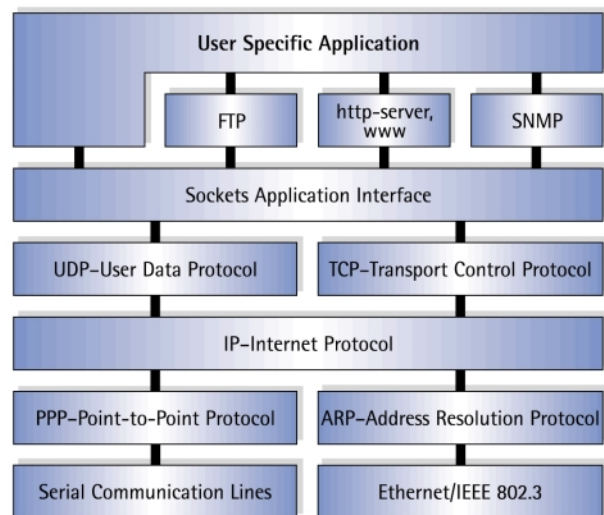 User Specific Application
FTP
http-server,
www
SNMP
Sockets Application Interface
UDP-User Data Protocol
TCP-Transport Control Protocol
IP-Internet Protocol
PPP-Point-to-Point Protocol
ARP-Address Resolution Protocol
Serial Communication Lines
Ethernet/IEEE 802.3